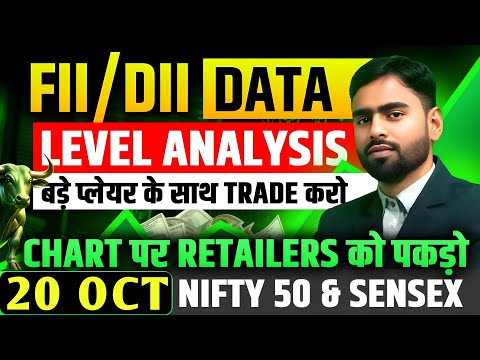 FII/DII DATA
LEVEL ANALYSIS
बड़े प्लेयर के साथ TRADE करो
CHART पर RETAILERS को पकड़ो
20 OCT NIFTY 50 & SENSEX